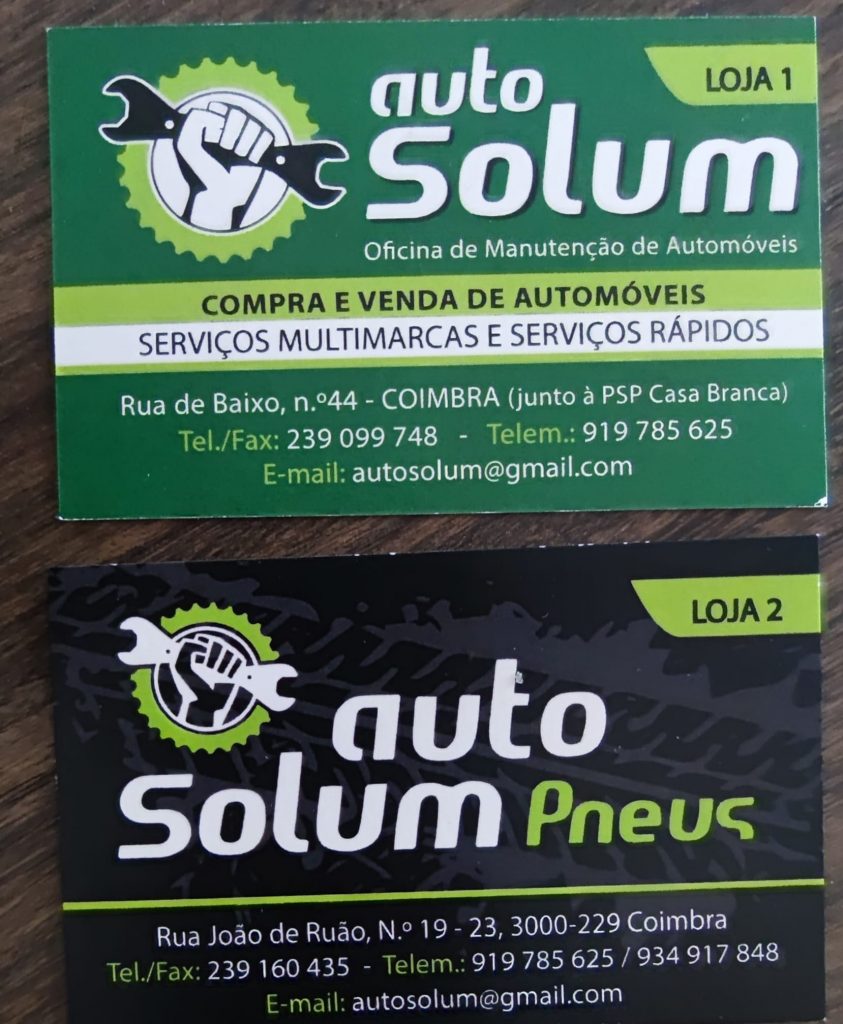 LOJA 1
auto
Solum
Oficina de Manutenção de Automóveis
COMPRA E VENDA DE AUTOMÓVEIS
SERVIÇOS MULTIMARCAS E SERVIÇOS RÁPIDOS
Rua de Baixo, n.º44 - COIMBRA (junto à PSP Casa Branca)
Tel./Fax: 239 099 748 - Telem.: 919 785 625
E-mail: autosolum@gmail.com
LOJA 2
auto
Solum Pneus
Rua João de Ruão, N.º 19 - 23, 3000-229 Coimbra
Tel./Fax: 239 160 435 - Telem.: 919 785 625 / 934 917 848
E-mail: autosolum@gmail.com